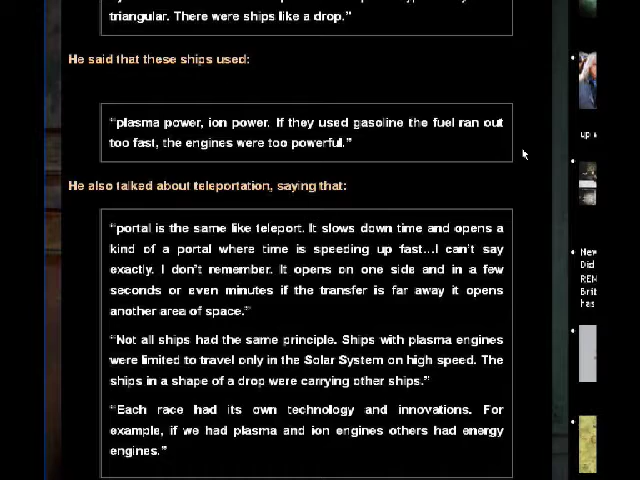 triangular. There were ships like a drop.”
He said that these ships used:
“plasma power, ion power. If they used gasoline the fuel ran out
too fast, the engines were too powerful.”
He also talked about teleportation, saying that:
“portal is the same like teleport. It slows down time and opens a
kind of a portal where time is speeding up fast…I can’t say
exactly. I don’t remember. It opens on one side and in a few
seconds or even minutes if the transfer is far away it opens
another area of space.”
“Not all ships had the same principle. Ships with plasma engines
were limited to travel only in the Solar System on high speed. The
ships in a shape of a drop were carrying other ships.”
“Each race had its own technology and innovations. For
example, if we had plasma and ion engines others had energy
engines.”
up
New
Did
REM
Brit
has